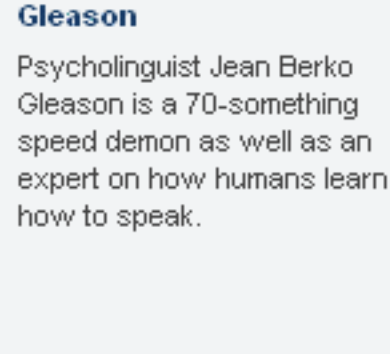 Gleason
Psycholinguist Jean Berko
Gleason is a 70-something
speed demon as well as an
expert on how humans learn
how to speak.